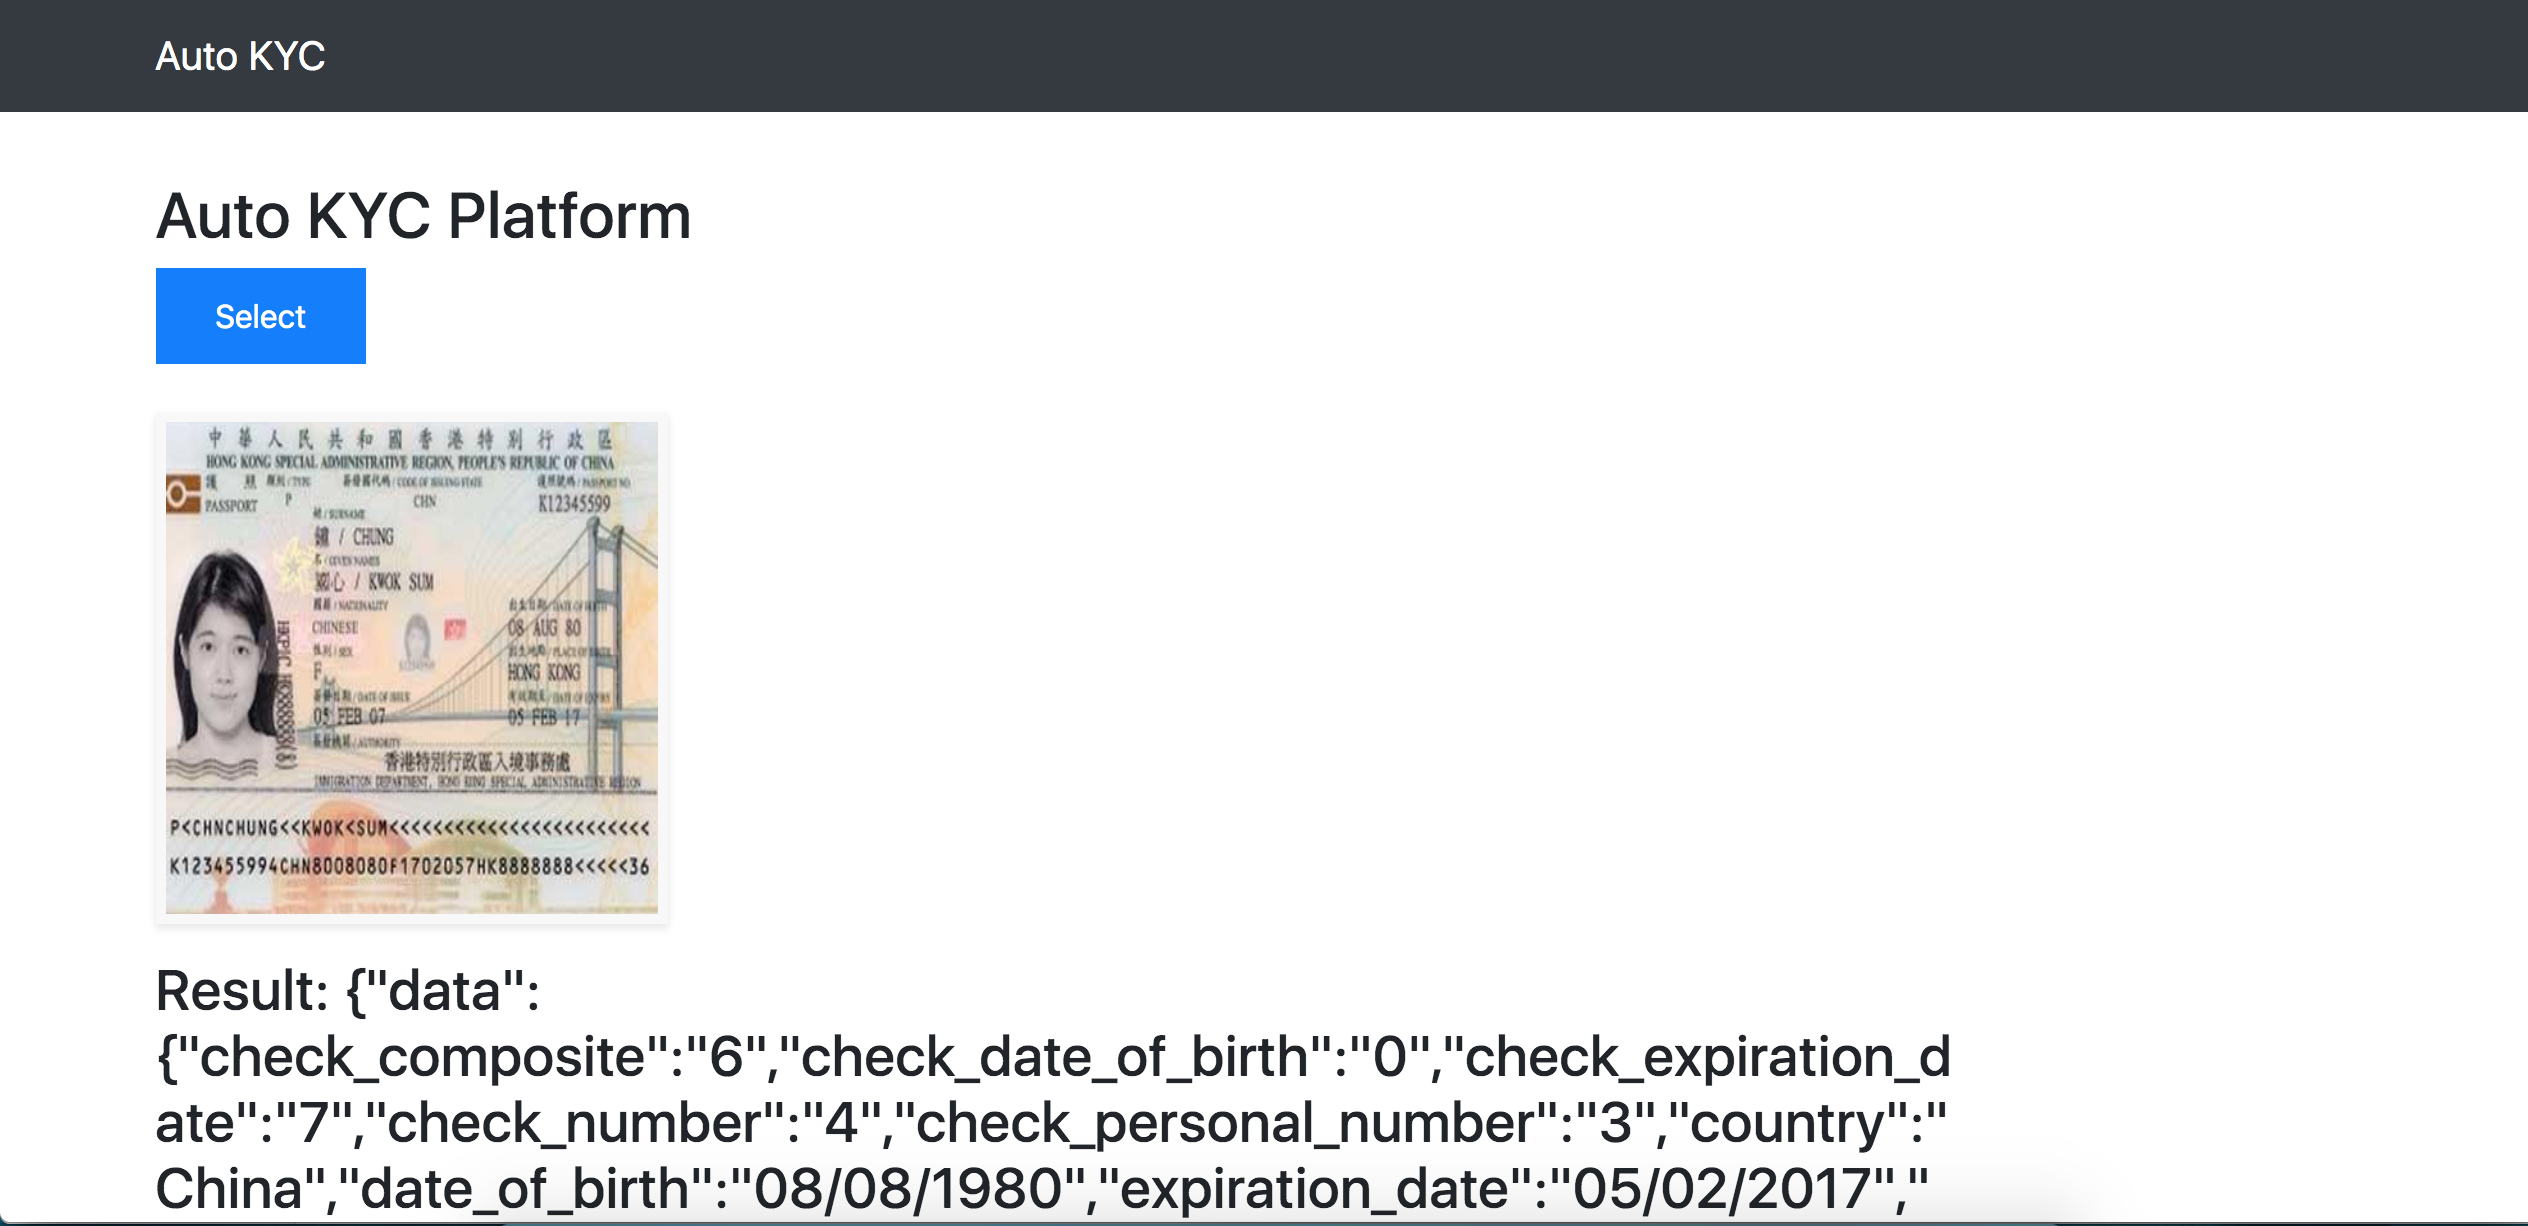 Auto KYC
Auto KYC Platform
Select
中華人民共和國香港特別行政區
HONG KONG SPECIAL ADMINISTRATIVE REGION, PEOPLE'S REPUBLIC OF CHINA
護照 類別 / TYPE 簽發國代碼 / CODE OF ISSUING STATE 護照號碼 / PASSPORT NO.
PASSPORT P CHN K12345599
姓 / SURNAME
鍾 / CHUNG
名 / GIVEN NAMES
國心 / KWOK SUM
國籍 / NATIONALITY 出生日期 / DATE OF BIRTH
CHINESE 08 AUG 80
性別 / SEX 出生地點 / PLACE OF BIRTH
F HONG KONG
簽發日期 / DATE OF ISSUE 有效期至 / DATE OF EXPIRY
05 FEB 07 05 FEB 17
簽發機關 / AUTHORITY
香港特別行政區入境事務處
IMMIGRATION DEPARTMENT, HONG KONG SPECIAL ADMINISTRATIVE REGION
P<CHNCHUNG<<KWOK<SUM<<<<<<<<<<<<<<<<<<<<<<<<
K123455994CHN8008080F1702057HK8888888<<<<<36
Result: {"data":
{"check_composite":"6","check_date_of_birth":"0","check_expiration_d
ate":"7","check_number":"4","check_personal_number":"3","country":"
China","date_of_birth":"08/08/1980","expiration_date":"05/02/2017","